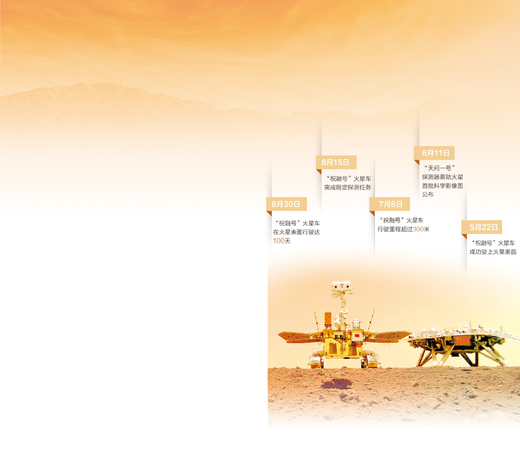 6月11日
“天问一号”
探测器着陆火星
首批科学影像图
公布
8月15日
“祝融号”火星车
完成既定探测任务
8月30日
“祝融号”火星车
在火星表面行驶达
100天
7月8日
“祝融号”火星车
行驶里程超过300米
5月22日
“祝融号”火星车
成功驶上火星表面